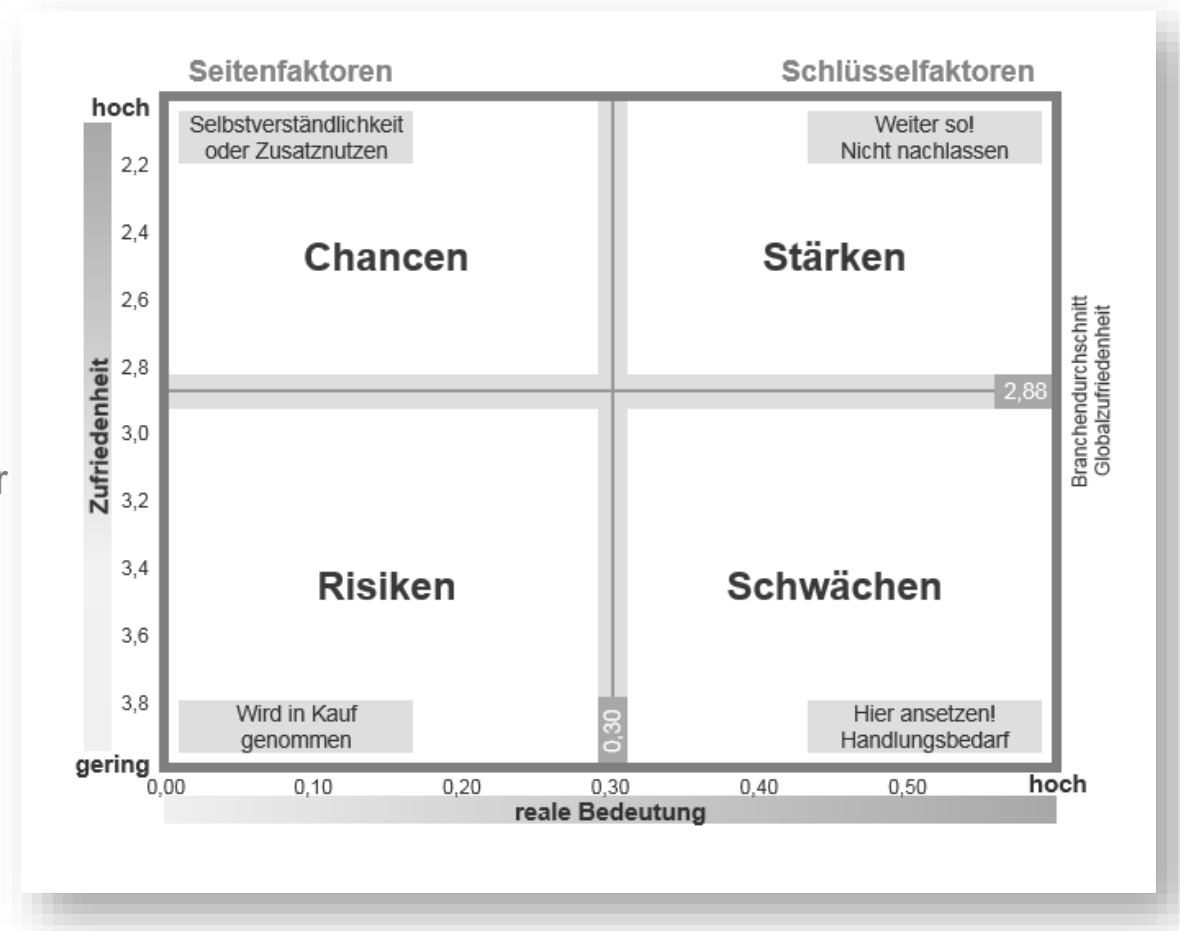 Seitenfaktoren
Schlüsselfaktoren
hoch
Selbstverständlichkeit
oder Zusatznutzen
Weiter so!
Nicht nachlassen
2,2
2,4
Chancen
Stärken
2,6
2,8
2,88
Branchendurchschnitt
Globalzufriedenheit
Zufriedenheit
3,0
r
3,2
3,4
Risiken
Schwächen
3,6
3,8
Wird in Kauf
genommen
0,30
Hier ansetzen!
Handlungsbedarf
gering
0,00
0,10
0,20
0,30
0,40
0,50
hoch
reale Bedeutung